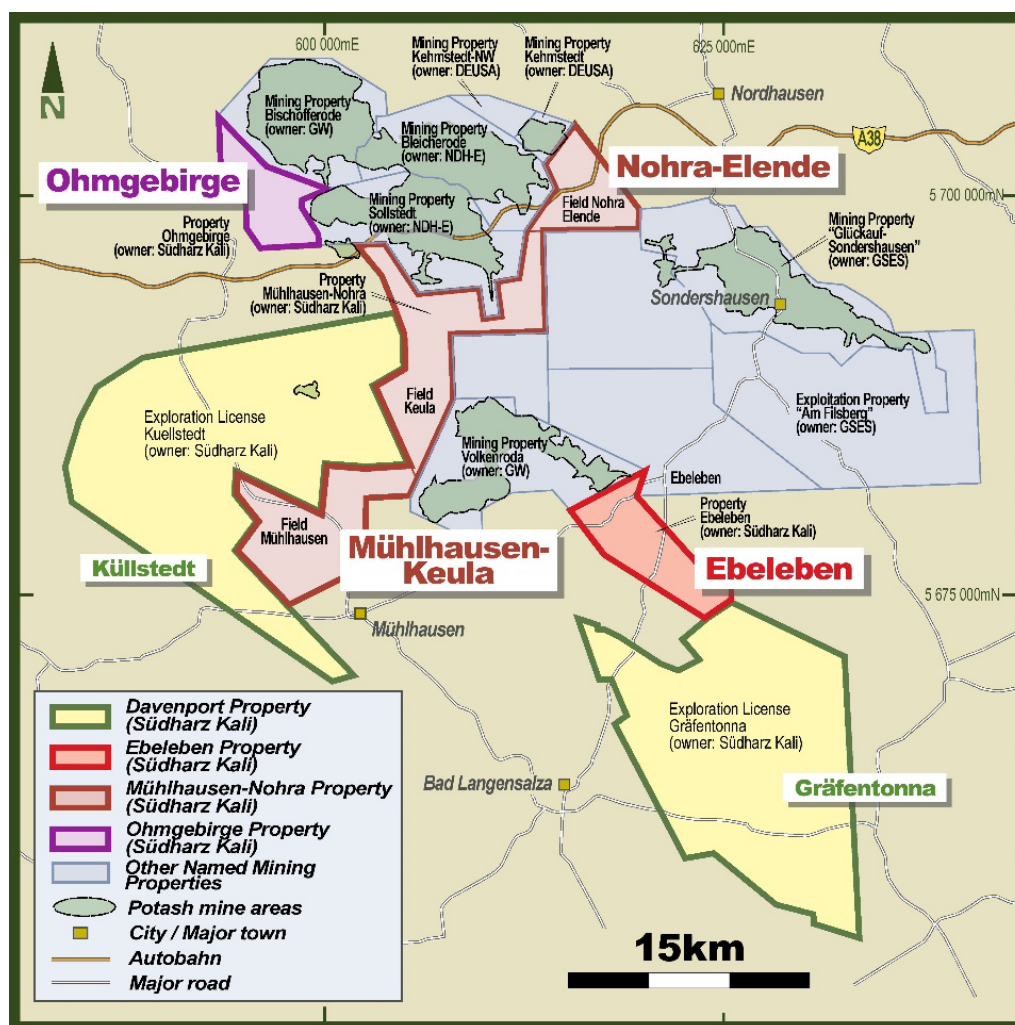 600 000mE
625 000mE
N
Mining Property
Kehmstedt-NW
(owner: DEUSA)
Mining Property
Kehmstedt
(owner: DEUSA)
Nordhausen
Mining Property
Bischofferode
(owner: GW)
Mining Property
Bleicherode
(owner: NDH-E)
A38
Ohmgebirge
Nohra-Elende
5 700 000mN
Mining Property
Sollstedt
(owner: NDH-E)
Field Nohra
Elende
Property
Ohmgebirge
(owner: Südharz Kali)
Mining Property
"Glückauf-
Sondershausen"
(owner: GSES)
Property
Mühlhausen-Nohra
(owner: Südharz Kali)
Sondershausen
Field
Keula
Exploration License
Kuellstedt
(owner: Südharz Kali)
Exploitation Property
"Am Filsberg"
(owner: GSES)
Mining Property
Volkenroda
(owner: GW)
Ebeleben
Property
Ebeleben
(owner: Südharz Kali)
Field
Mühlhausen
Mühlhausen-
Keula
Ebeleben
Küllstedt
5 675 000mN
Mühlhausen
Exploration License
Gräfentonna
(owner: Südharz Kali)
Bad Langensalza
Gräfentonna
Davenport Property
(Südharz Kali)
Ebeleben Property
(Südharz Kali)
Mühlhausen-Nohra Property
(Südharz Kali)
Ohmgebirge Property
(Südharz Kali)
Other Named Mining
Properties
Potash mine areas
City / Major town
Autobahn
Major road
15km